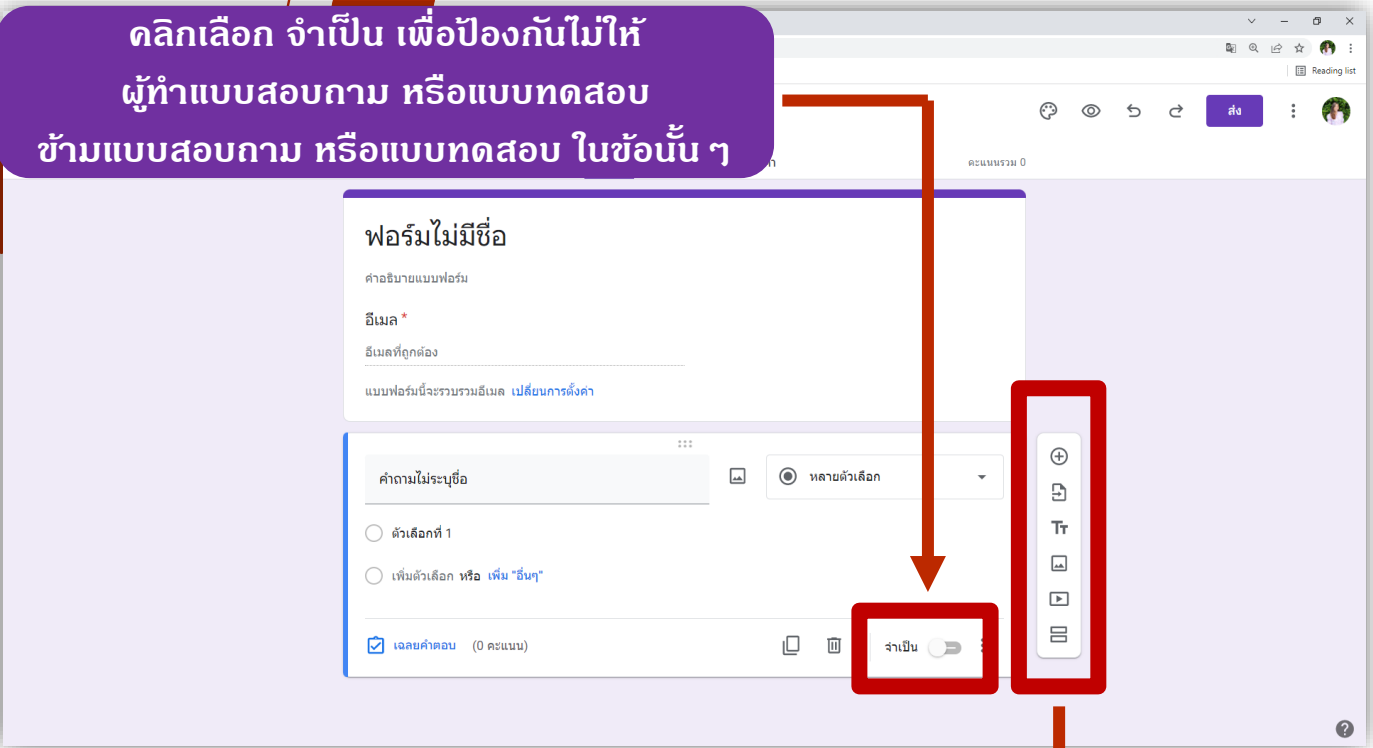 คลิกเลือก จำเป็น เพื่อป้องกันไม่ให้
ผู้ทำแบบสอบถาม หรือแบบทดสอบ
ข้ามแบบสอบถาม หรือแบบทดสอบ ในข้อนั้น ๆ
Reading list
ส่ง
คะแนนรวม 0
ฟอร์มไม่มีชื่อ
คำอธิบายแบบฟอร์ม
อีเมล *
อีเมลที่ถูกต้อง
แบบฟอร์มนี้จะรวบรวมอีเมล เปลี่ยนการตั้งค่า
คำถามไม่ระบุชื่อ
หลายตัวเลือก
ตัวเลือกที่ 1
เพิ่มตัวเลือก หรือ เพิ่ม "อื่นๆ"
เฉลยคำตอบ (0 คะแนน)
จำเป็น